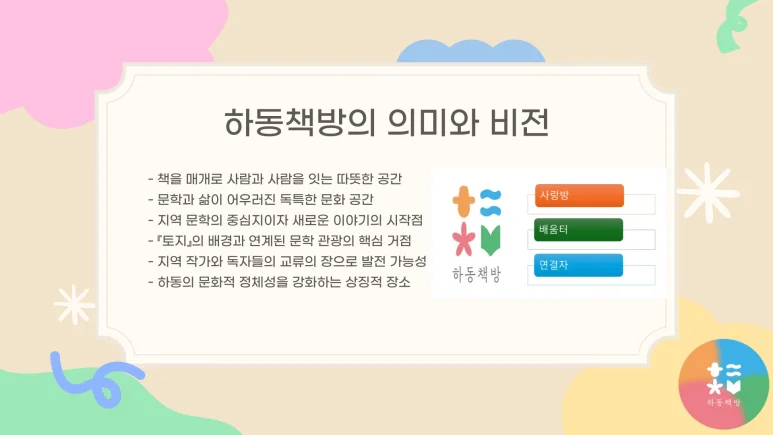 하동책방의 의미와 비전
- 책을 매개로 사람과 사람을 잇는 따뜻한 공간
- 문학과 삶이 어우러진 독특한 문화 공간
- 지역 문학의 중심지이자 새로운 이야기의 시작점
- 『토지』의 배경과 연계된 문학 관광의 핵심 거점
- 지역 작가와 독자들의 교류의 장으로 발전 가능성
- 하동의 문화적 정체성을 강화하는 상징적 장소
하동책방
사랑방
배움터
연결자
하동책방